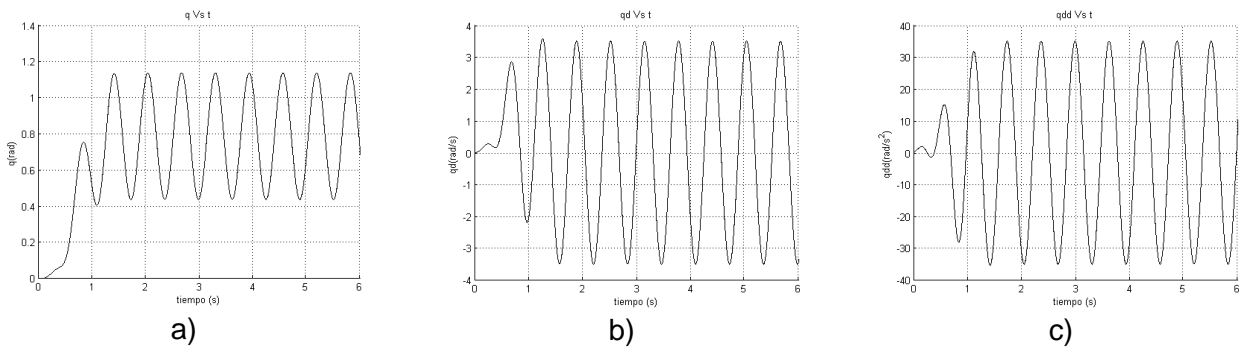 q Vs t
1.4
1.2
1
0.8
0.6
0.4
0.2
0
q(rad)
0 1 2 3 4 5 6
tiempo (s)
a)
qd Vs t
4
3
2
1
0
-1
-2
-3
-4
qd(rad/s)
0 1 2 3 4 5 6
tiempo (s)
b)
qdd Vs t
40
30
20
10
0
-10
-20
-30
-40
qdd(rad/s²)
0 1 2 3 4 5 6
tiempo (s)
c)